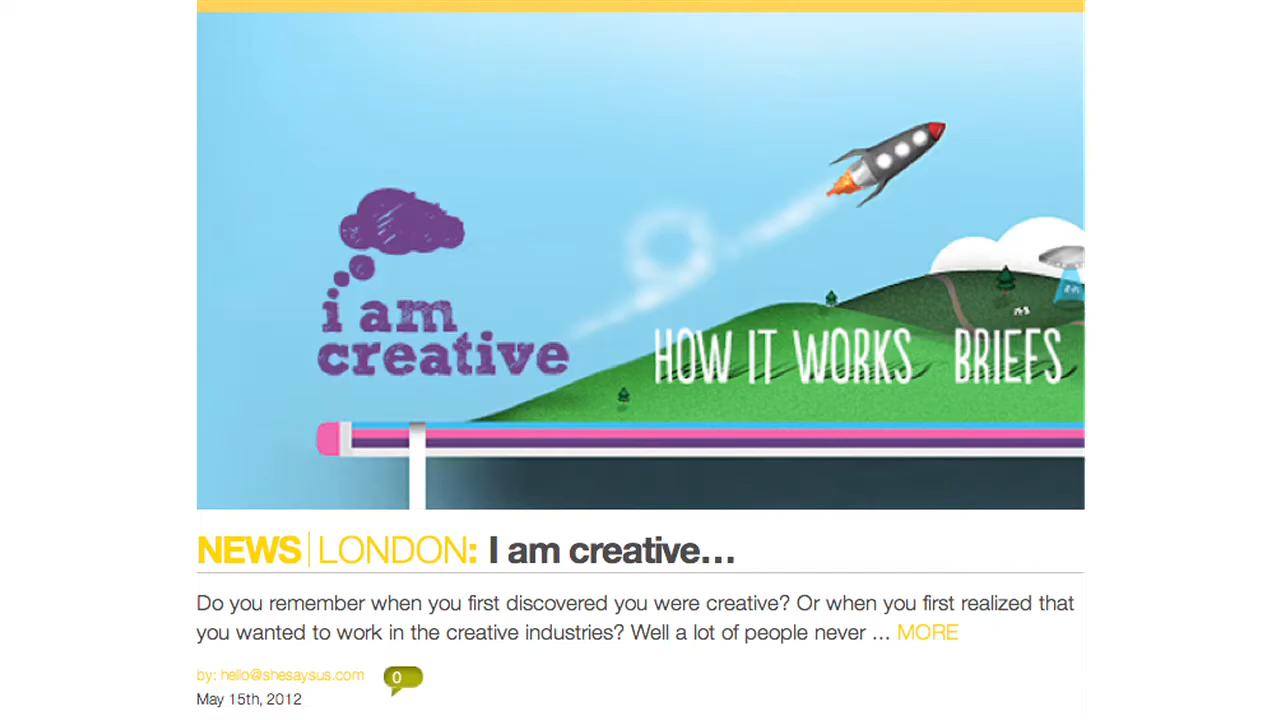 i am
creative
HOW IT WORKS BRIEFS
NEWS LONDON: I am creative...
Do you remember when you first discovered you were creative? Or when you first realized that
you wanted to work in the creative industries? Well a lot of people never ... MORE
by: hello@shesaysus.com 0
May 15th, 2012